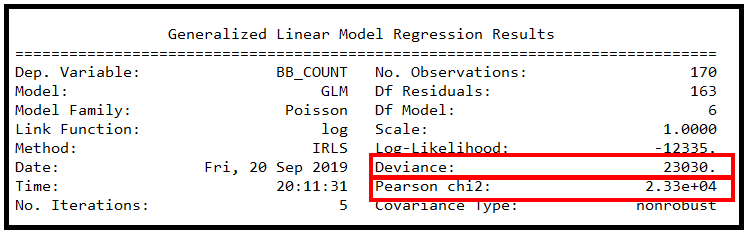 Generalized Linear Model Regression Results
==============================================================================
Dep. Variable: BB_COUNT No. Observations: 170
Model: GLM Df Residuals: 163
Model Family: Poisson Df Model: 6
Link Function: log Scale: 1.0000
Method: IRLS Log-Likelihood: -12335.
Date: Fri, 20 Sep 2019 Deviance: 23030.
Time: 20:11:31 Pearson chi2: 2.33e+04
No. Iterations: 5 Covariance Type: nonrobust